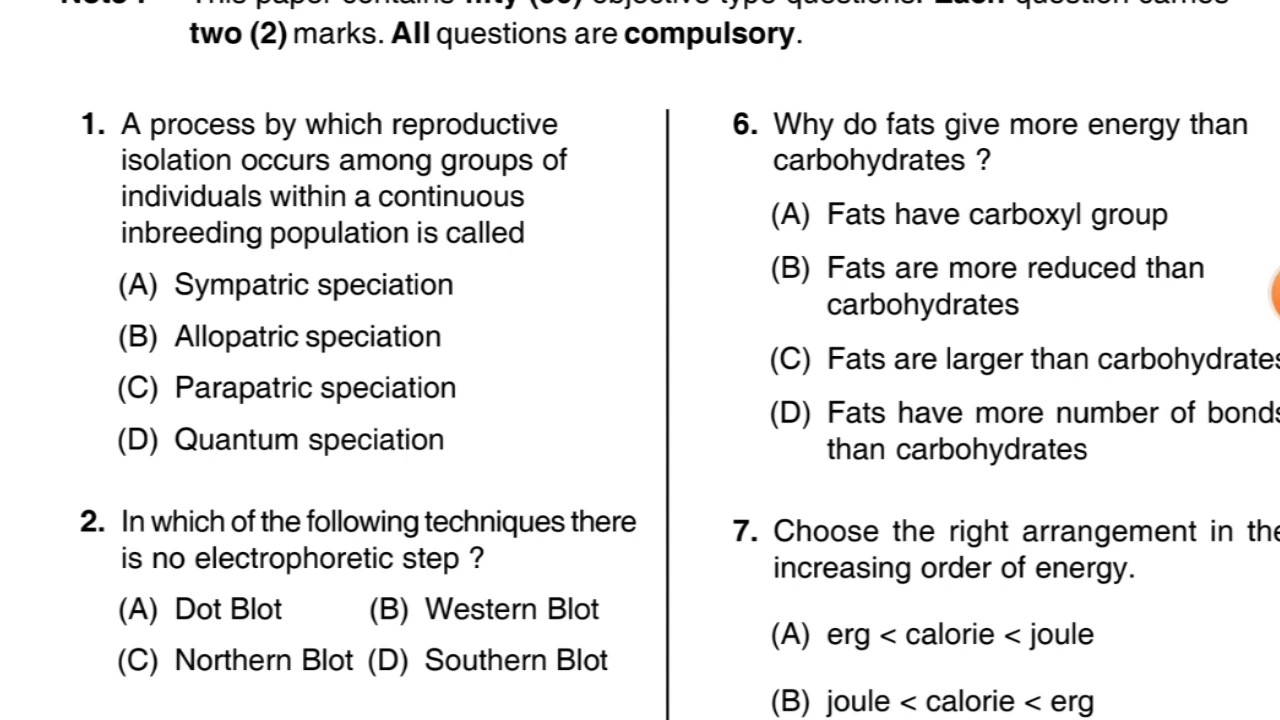 two (2) marks. All questions are compulsory.
1. A process by which reproductive
isolation occurs among groups of
individuals within a continuous
inbreeding population is called
(A) Sympatric speciation
(B) Allopatric speciation
(C) Parapatric speciation
(D) Quantum speciation
2. In which of the following techniques there
is no electrophoretic step ?
(A) Dot Blot (B) Western Blot
(C) Northern Blot (D) Southern Blot
6. Why do fats give more energy than
carbohydrates ?
(A) Fats have carboxyl group
(B) Fats are more reduced than
carbohydrates
(C) Fats are larger than carbohydrates
(D) Fats have more number of bonds
than carbohydrates
7. Choose the right arrangement in the
increasing order of energy.
(A) erg < calorie < joule
(B) joule < calorie < erg